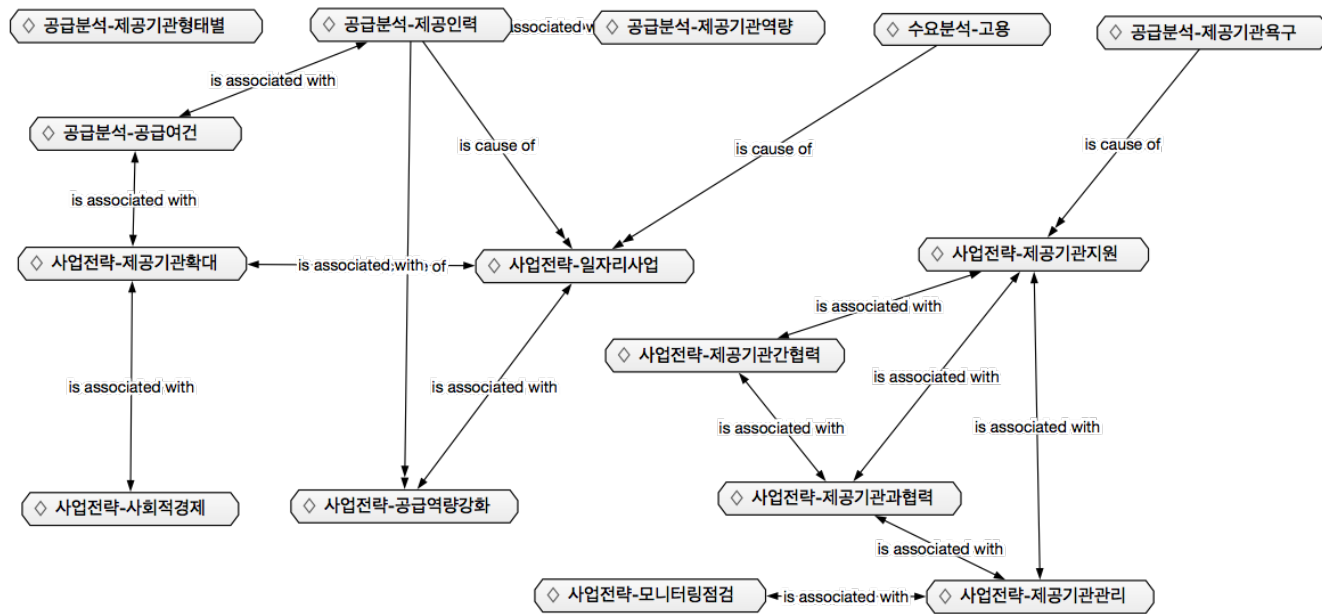 공급분석-제공기관형태별
공급분석-제공인력
associated w
공급분석-제공기관역량
수요분석-고용
공급분석-제공기관욕구
is associated with
공급분석-공급여건
is cause of
is cause of
is cause of
is associated with
사업전략-제공기관확대
is associated with
of
사업전략-일자리사업
사업전략-제공기관지원
is associated with
사업전략-제공기관간협력
is associated with
is associated with
is associated with
is associated with
is associated with
사업전략-사회적경제
사업전략-공급역량강화
사업전략-제공기관과협력
is associated with
사업전략-모니터링점검
is associated with
사업전략-제공기관관리